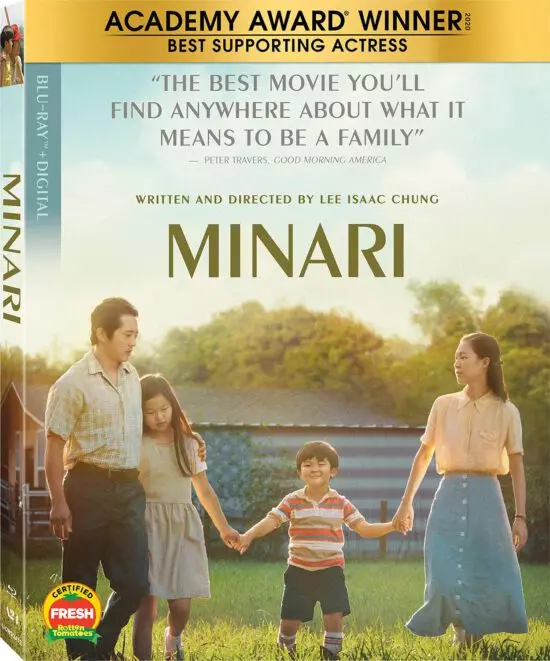 ACADEMY AWARD® WINNER 2020
BEST SUPPORTING ACTRESS
BLU-RAY™ + DIGITAL
MINARI
“THE BEST MOVIE YOU’LL
FIND ANYWHERE ABOUT WHAT IT
MEANS TO BE A FAMILY”
— PETER TRAVERS, GOOD MORNING AMERICA
WRITTEN AND DIRECTED BY LEE ISAAC CHUNG
MINARI
CERTIFIED
FRESH
Rotten
Tomatoes